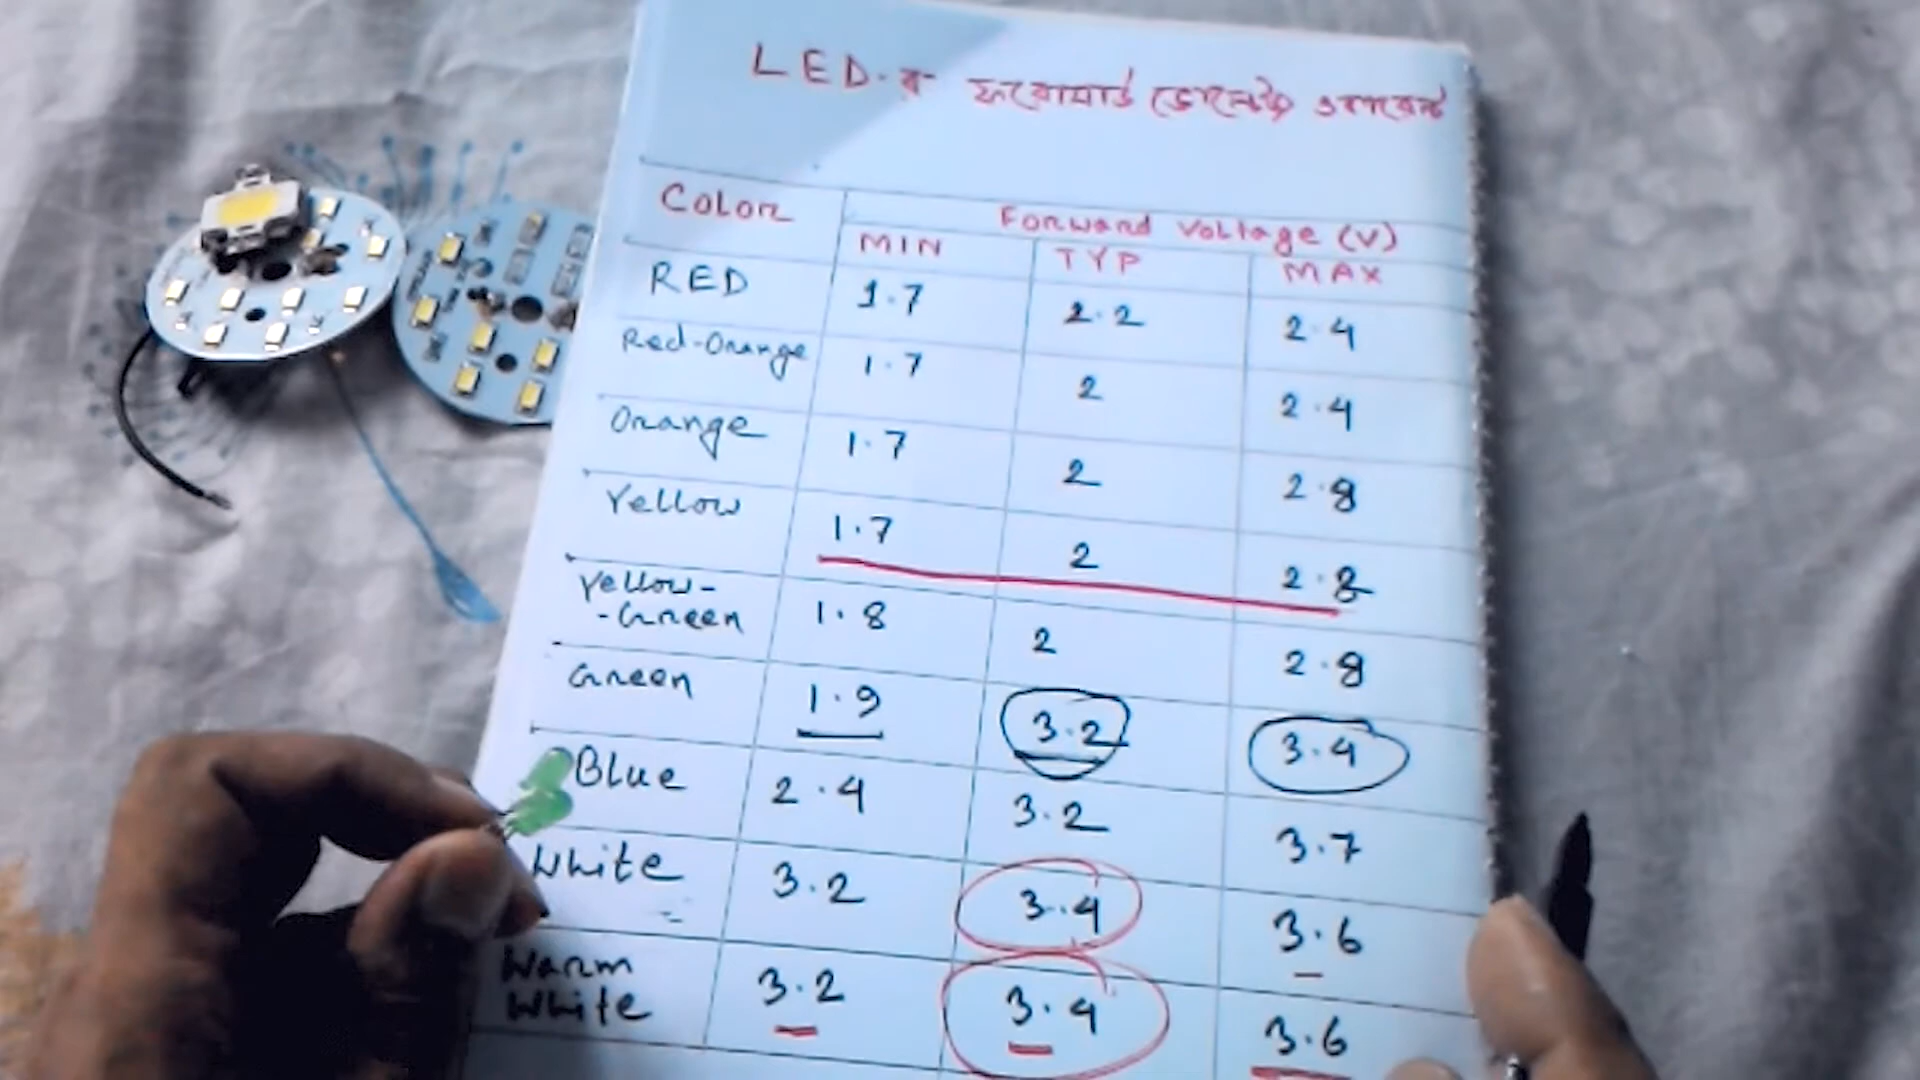 LED-র ফরোয়ার্ড ভোল্টেজ
Color Forward Voltage (V)
MIN TYP MAX
RED 1.7 2.2 2.4
Red-Orange 1.7 2 2.4
Orange 1.7 2 2.8
Yellow 1.7 2 2.8
Yellow-
-Green 1.8 2 2.8
Green 1.9 3.2 3.4
Blue 2.4 3.2 3.7
White 3.2 3.4 3.6
Warm
White 3.2 3.4 3.6